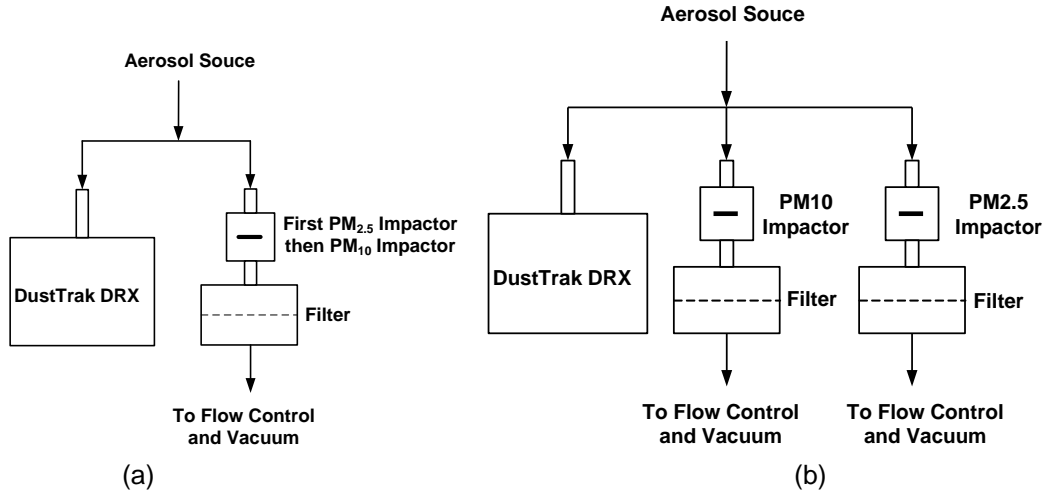 Aerosol Souce
First PM2.5 Impactor
then PM10 Impactor
DustTrak DRX
Filter
To Flow Control
and Vacuum
(a)
Aerosol Souce
PM10
Impactor
PM2.5
Impactor
DustTrak DRX
Filter
Filter
To Flow Control
and Vacuum
To Flow Control
and Vacuum
(b)